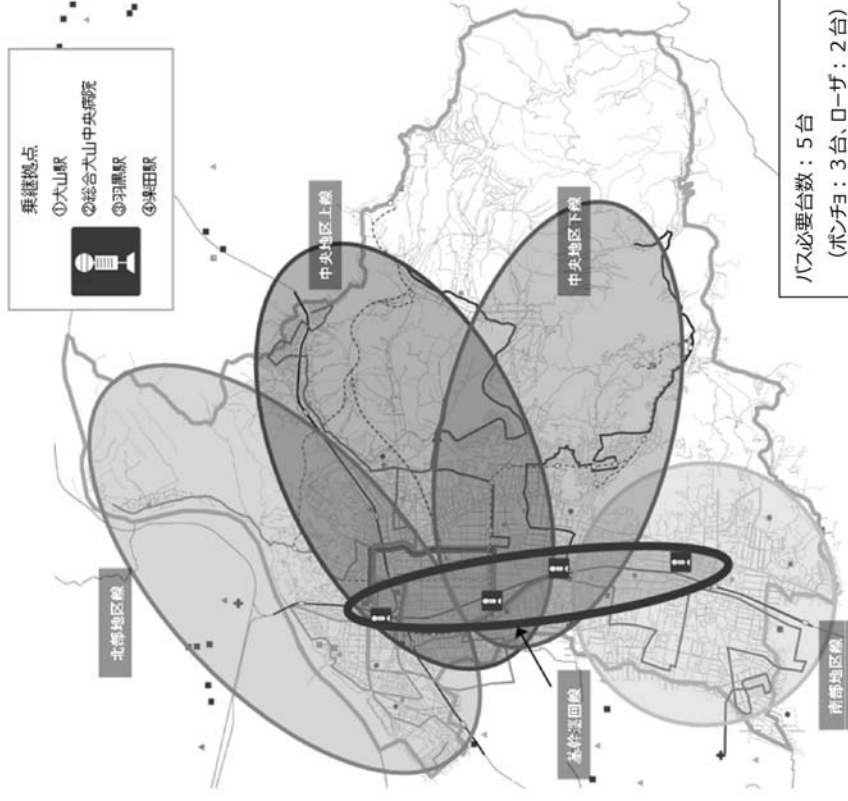 乗継拠点
①犬山駅
②総合犬山中央病院
③羽黒駅
④楽田駅
北部地区線
中央地区上線
中央地区下線
基幹巡回線
南部地区線
バス必要台数：5台
(ポンチョ：3台、ローザ：2台)